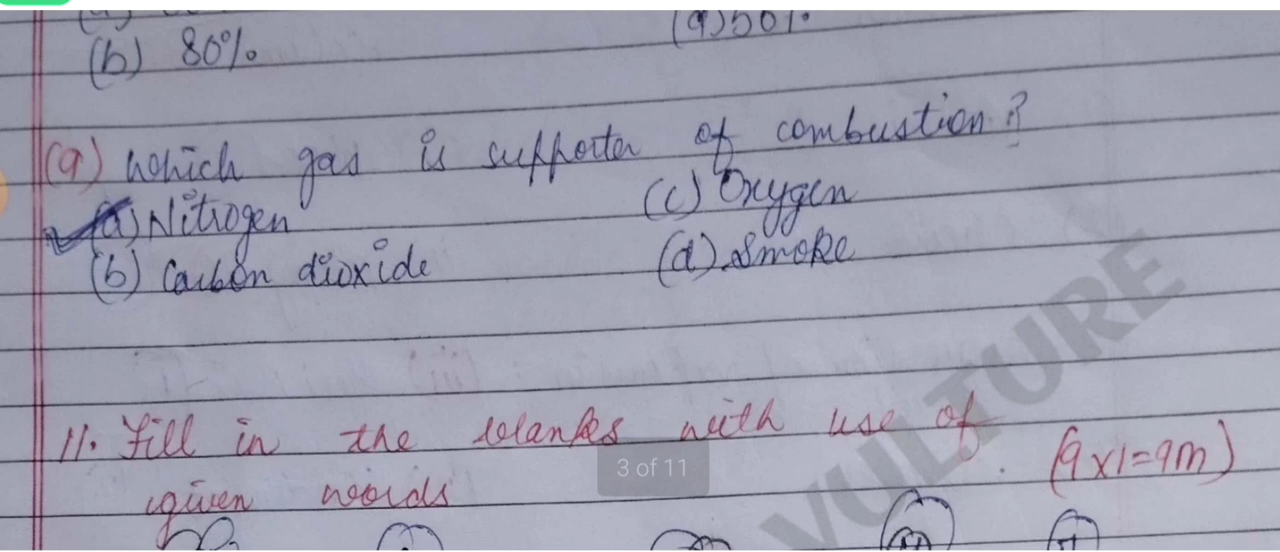 (b) 80%
(d) 50%
(9) which gas is supporter of combustion?
(a) Nitrogen
(c) Oxygen
(b) Carbon dioxide
(d) Smoke
11. Fill in the blanks with use of
given words
(9x1=9m)
3 of 11
VULTURE